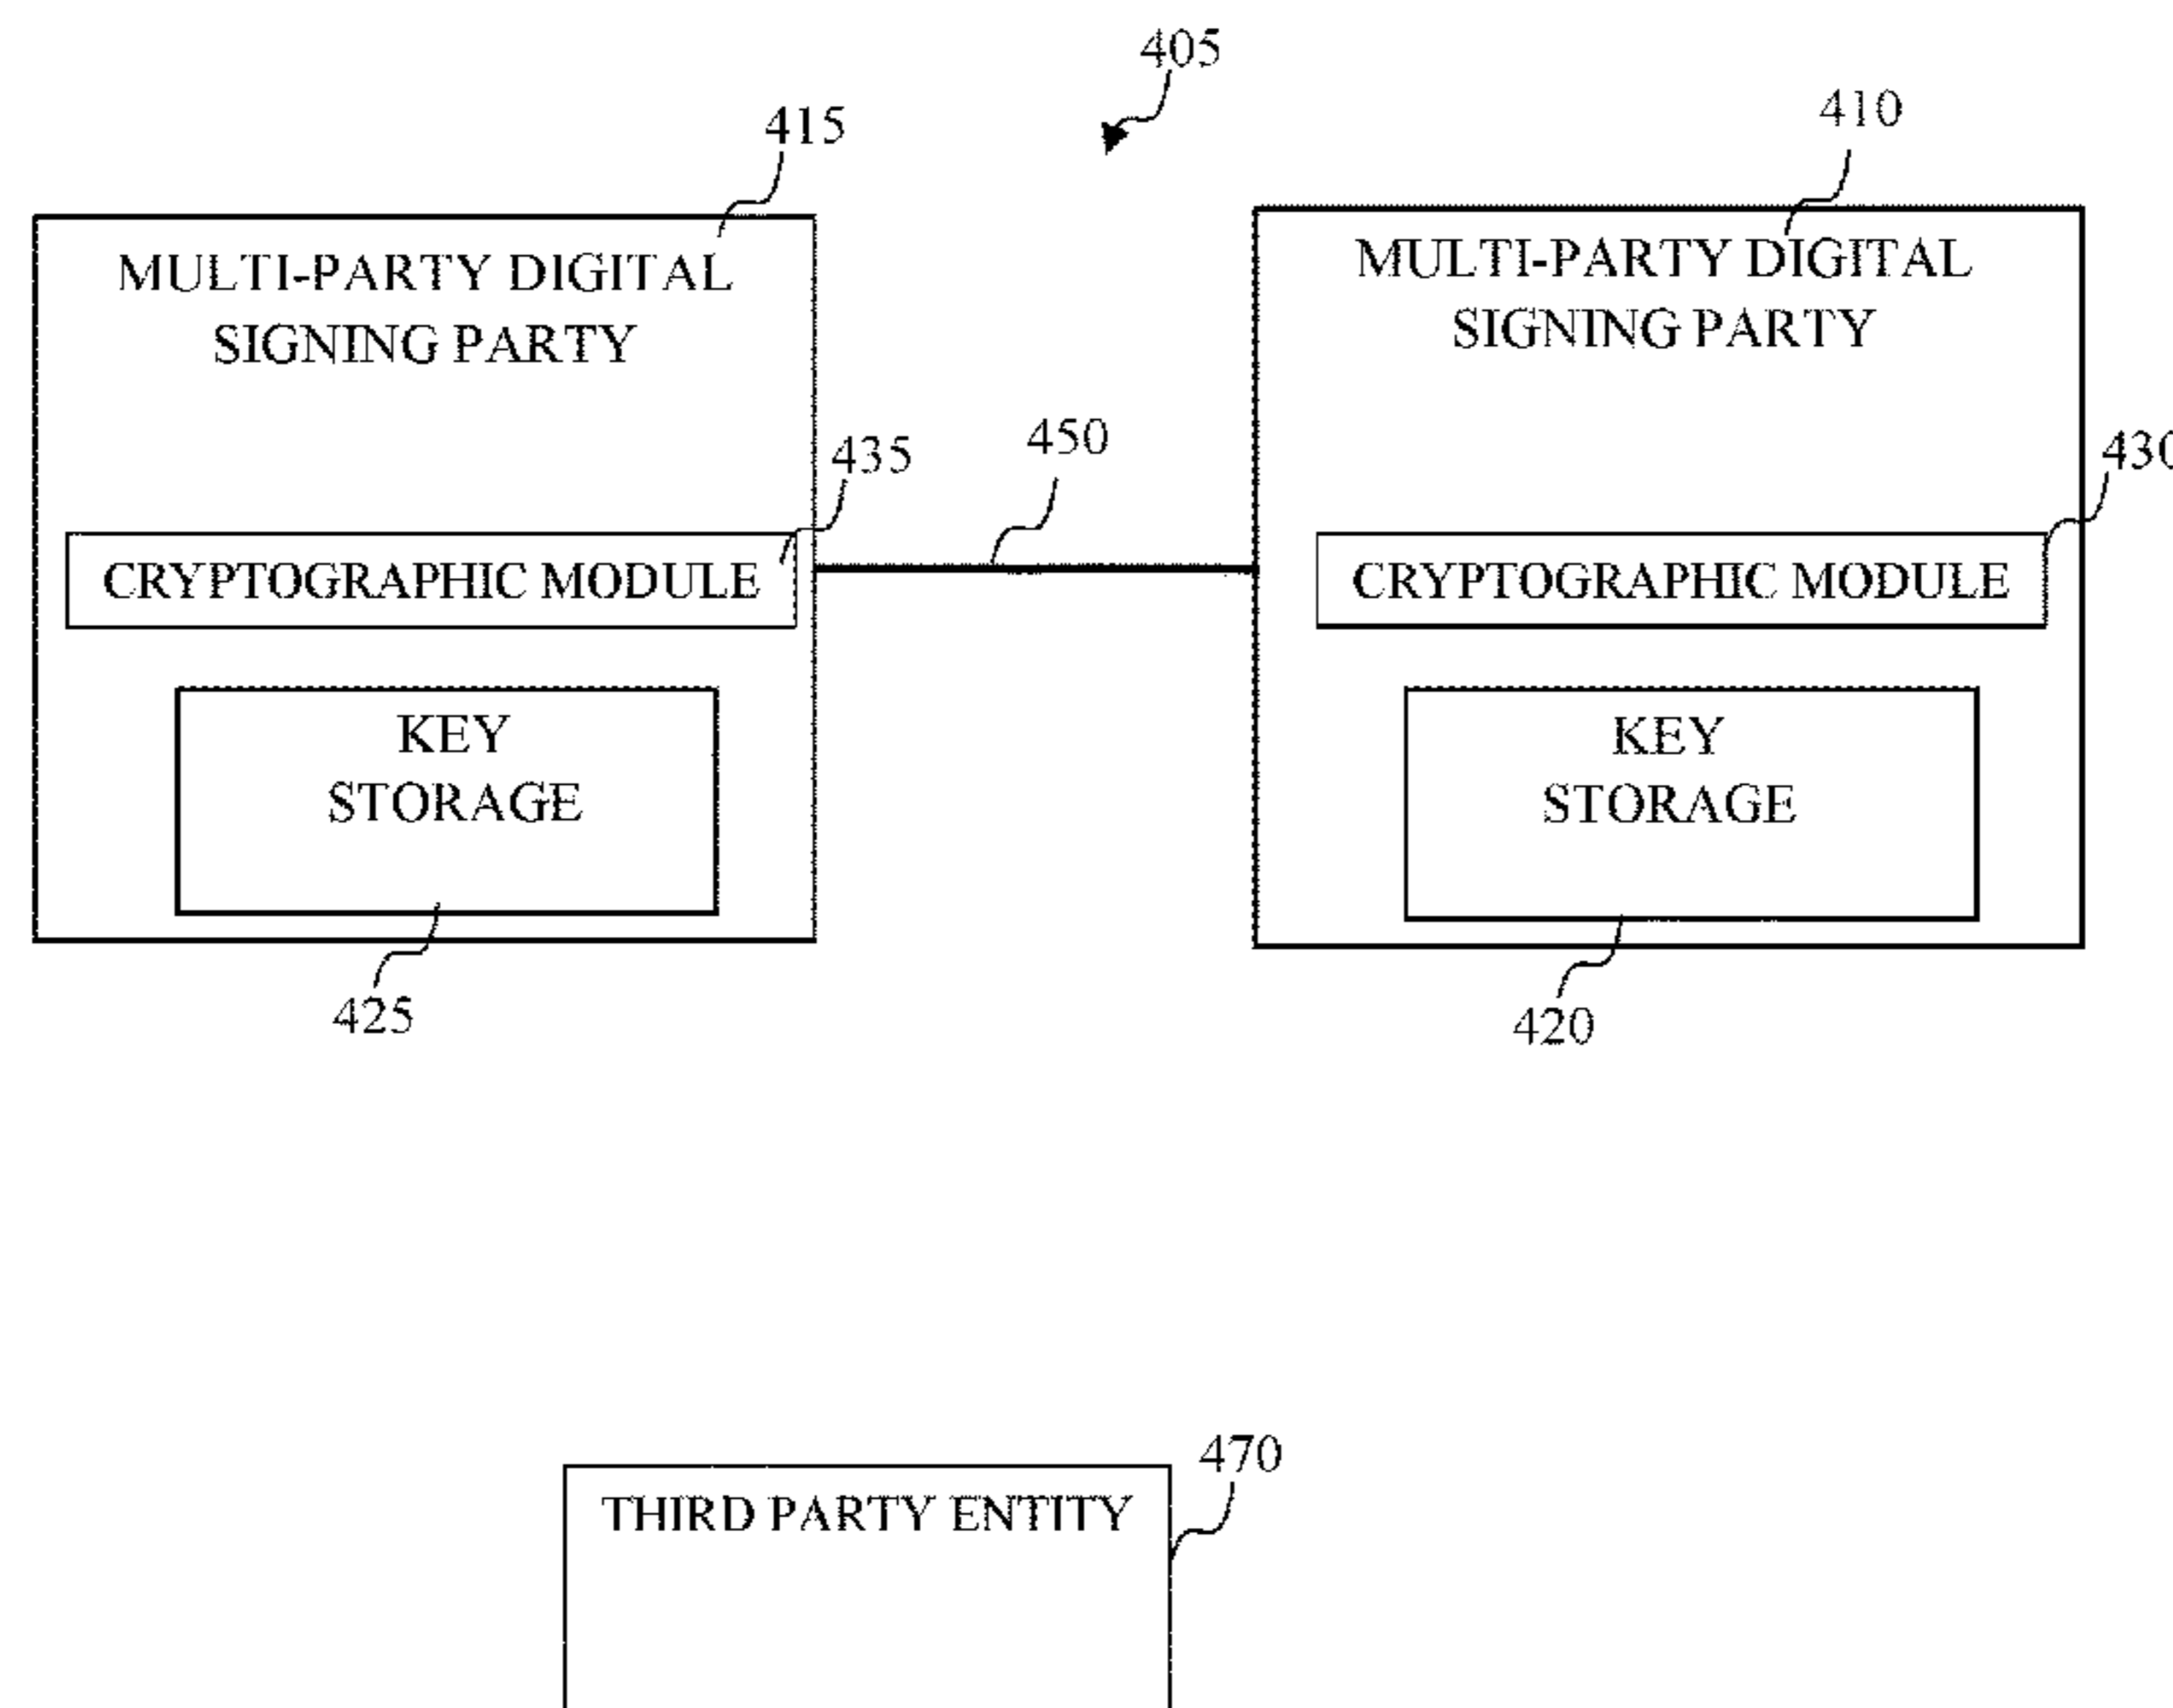 405
415
410
MULTI-PARTY DIGITAL
SIGNING PARTY
MULTI-PARTY DIGITAL
SIGNING PARTY
435
450
430
CRYPTOGRAPHIC MODULE
CRYPTOGRAPHIC MODULE
KEY
STORAGE
KEY
STORAGE
425
420
470
THIRD PARTY ENTITY